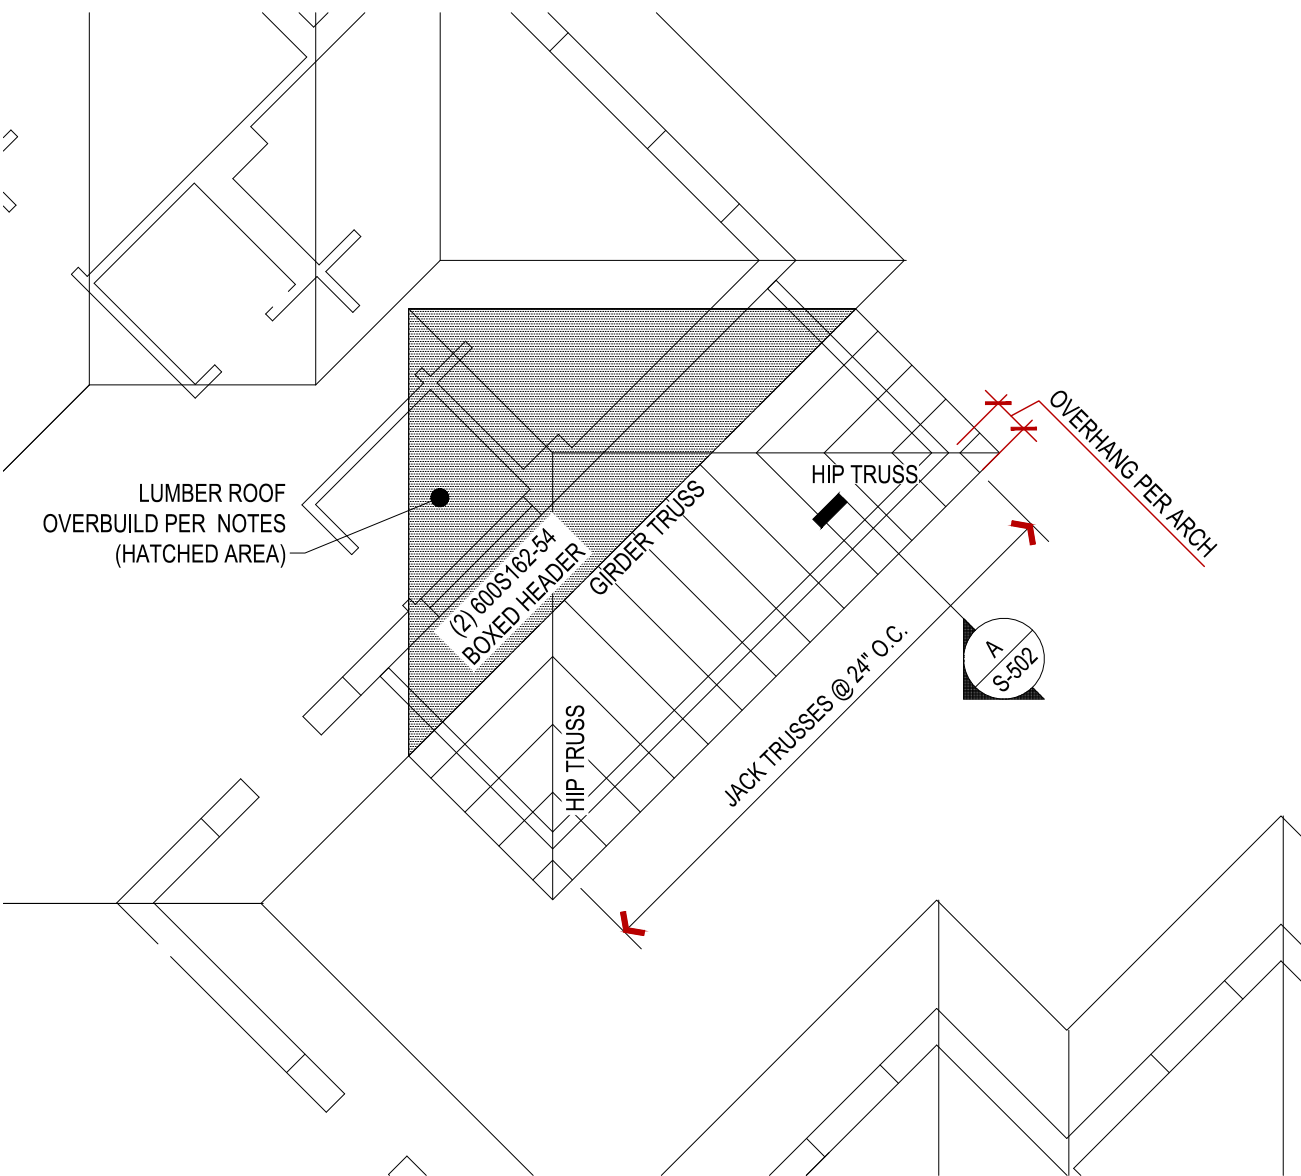 OVERHANG PER ARCH
HIP TRUSS
LUMBER ROOF
OVERBUILD PER NOTES
(HATCHED AREA)
GIRDER TRUSS
(2) 600S162-54
BOXED HEADER
A
S-502
JACK TRUSSES @ 24" O.C.
HIP TRUSS